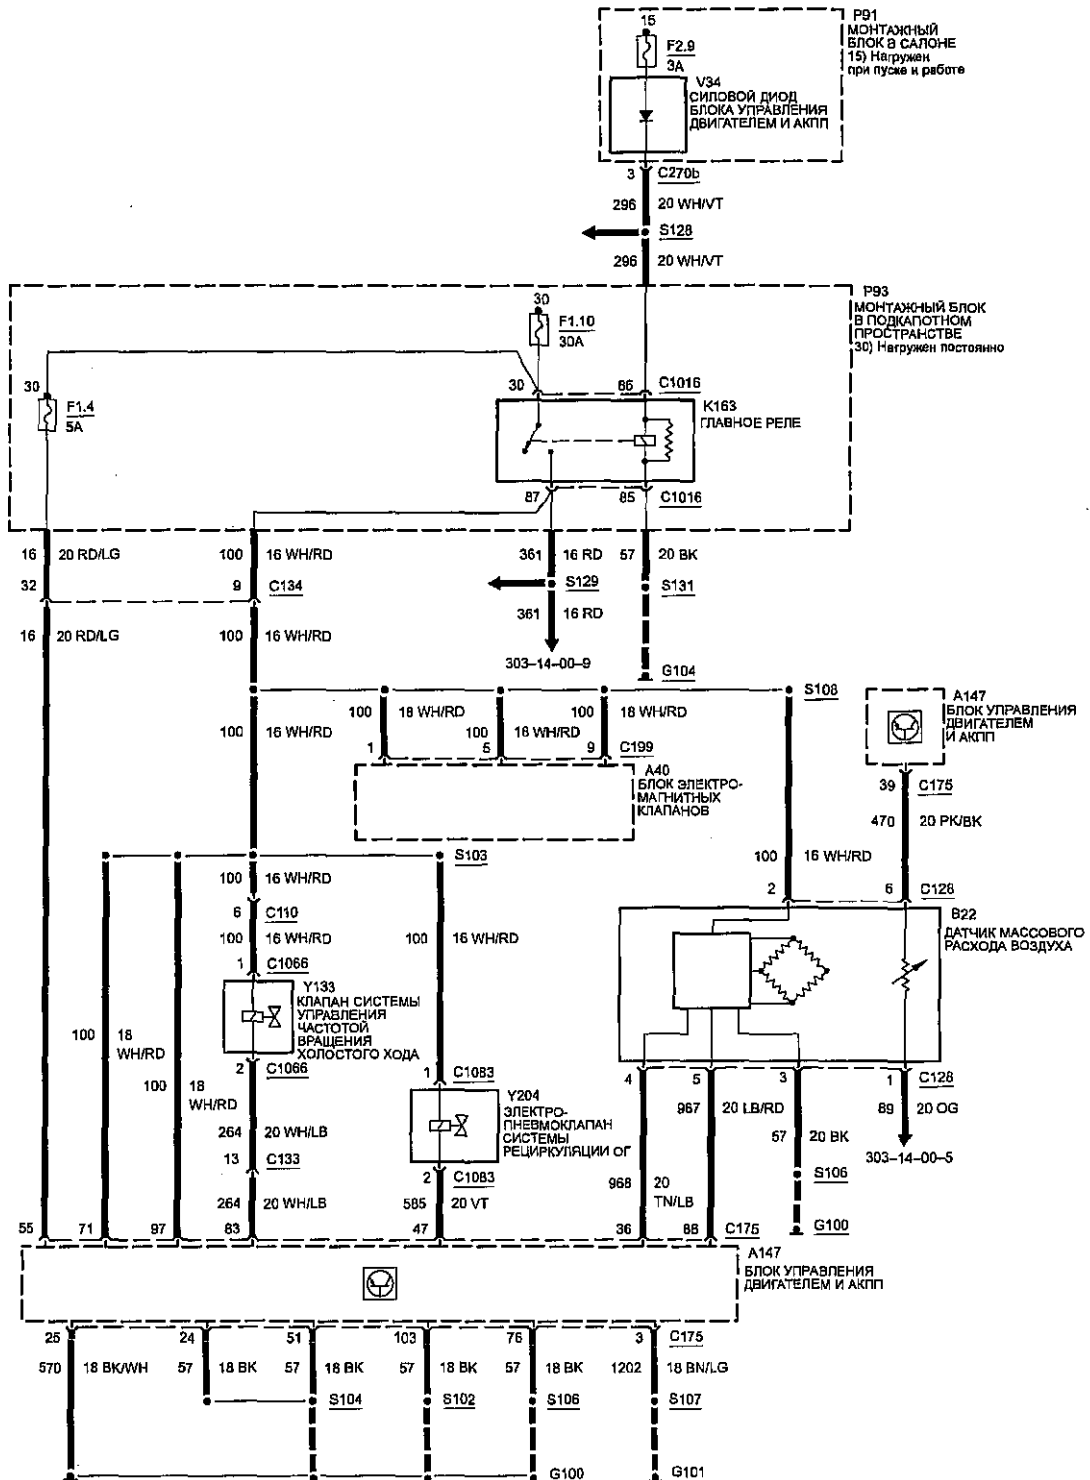 15
P91
МОНТАЖНЫЙ
БЛОК В САЛОНЕ
15) Нагружен
при пуске и работе
F2.9
3A
V34
СИЛОВОЙ ДИОД
БЛОКА УПРАВЛЕНИЯ
ДВИГАТЕЛЕМ И АКПП
3 C270b
296 20 WH/VT
S128
296 20 WH/VT
P93
МОНТАЖНЫЙ БЛОК
В ПОДКАПОТНОМ
ПРОСТРАНСТВЕ
30) Нагружен постоянно
30
F1.10
30A
30
F1.4
5A
30 86 C1016
K163
ГЛАВНОЕ РЕЛЕ
87 85 C1016
16 20 RD/LG 100 16 WH/RD 361 16 RD 57 20 BK
32 9 C134 S129 S131
361 16 RD
16 20 RD/LG 100 16 WH/RD
303-14-00-9
G104
S108
100 16 WH/RD
100 18 WH/RD 100 18 WH/RD 100 18 WH/RD
1 5 9 C199
A40
БЛОК ЭЛЕКТРО-
МАГНИТНЫХ
КЛАПАНОВ
A147
БЛОК УПРАВЛЕНИЯ
ДВИГАТЕЛЕМ
И АКПП
39 C175
470 20 PK/BK
100 16 WH/RD
2 6 C128
S103
100 16 WH/RD
6 C110
100 16 WH/RD
100 16 WH/RD
1 C1066
B22
ДАТЧИК МАССОВОГО
РАСХОДА ВОЗДУХА
Y133
КЛАПАН СИСТЕМЫ
УПРАВЛЕНИЯ
ЧАСТОТОЙ
ВРАЩЕНИЯ
ХОЛОСТОГО ХОДА
2 C1066
100 18
WH/RD
100 18
WH/RD
1 C1083
Y204
ЭЛЕКТРО-
ПНЕВМОКЛАПАН
СИСТЕМЫ
РЕЦИРКУЛЯЦИИ ОГ
2 C1083
4 5 3 1 C128
967 20 LB/RD
89 20 OG
57 20 BK
303-14-00-5
S106
G100
264 20 WH/LB
13 C133
264 20 WH/LB
585 20 VT
968 20
TN/LB
55 71 97 83 47 36 88 C175
A147
БЛОК УПРАВЛЕНИЯ
ДВИГАТЕЛЕМ И АКПП
25 24 51 103 76 3 C175
570 18 BK/WH 57 18 BK 57 18 BK 57 18 BK 57 18 BK 1202 18 BN/LG
S104 S102 S106 S107
G100 G101